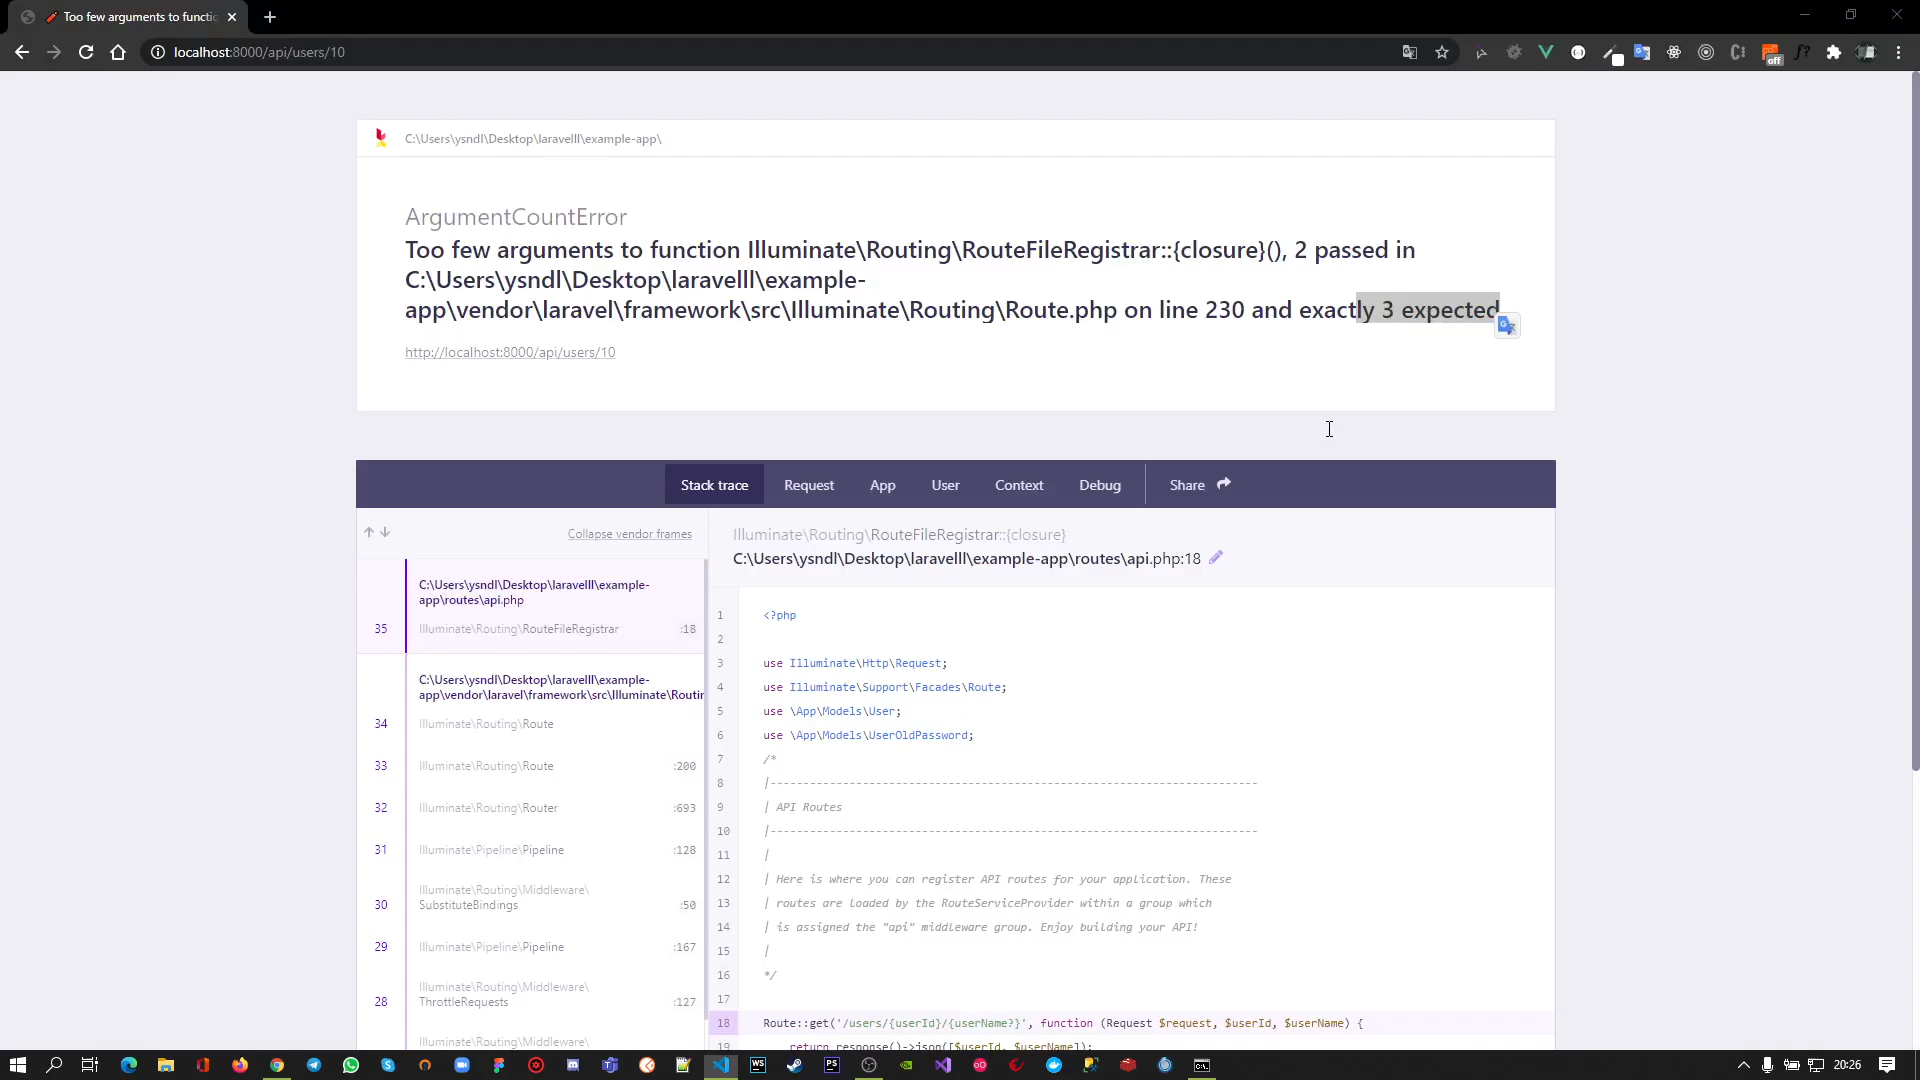 Too few arguments to functio
localhost:8000/api/users/10
off
C:\Users\ysndl\Desktop\laravelll\example-app\
ArgumentCountError
Too few arguments to function Illuminate\Routing\RouteFileRegistrar::{closure}(), 2 passed in
C:\Users\ysndl\Desktop\laravelll\example-
app\vendor\laravel\framework\src\Illuminate\Routing\Route.php on line 230 and exactly 3 expected
http://localhost:8000/api/users/10
Stack trace Request App User Context Debug Share
Collapse vendor frames
C:\Users\ysndl\Desktop\laravelll\example-
app\routes\api.php
35 Illuminate\Routing\RouteFileRegistrar :18
C:\Users\ysndl\Desktop\laravelll\example-
app\vendor\laravel\framework\src\Illuminate\Routin
34 Illuminate\Routing\Route
33 Illuminate\Routing\Route :200
32 Illuminate\Routing\Router :693
31 Illuminate\Pipeline\Pipeline :128
Illuminate\Routing\Middleware\
30 SubstituteBindings :50
29 Illuminate\Pipeline\Pipeline :167
Illuminate\Routing\Middleware\
28 ThrottleRequests :127
Illuminate\Routing\Middleware\
Illuminate\Routing\RouteFileRegistrar::{closure}
C:\Users\ysndl\Desktop\laravelll\example-app\routes\api.php:18
1 <?php
2
3 use Illuminate\Http\Request;
4 use Illuminate\Support\Facades\Route;
5 use \App\Models\User;
6 use \App\Models\UserOldPassword;
7 /*
8 |--------------------------------------------------------------------------
9 | API Routes
10 |--------------------------------------------------------------------------
11 |
12 | Here is where you can register API routes for your application. These
13 | routes are loaded by the RouteServiceProvider within a group which
14 | is assigned the "api" middleware group. Enjoy building your API!
15 |
16 */
17
18 Route::get('/users/{userId}/{userName?}', function (Request $request, $userId, $userName) {
19 return response()->json([$userId, $userName]);
20:26